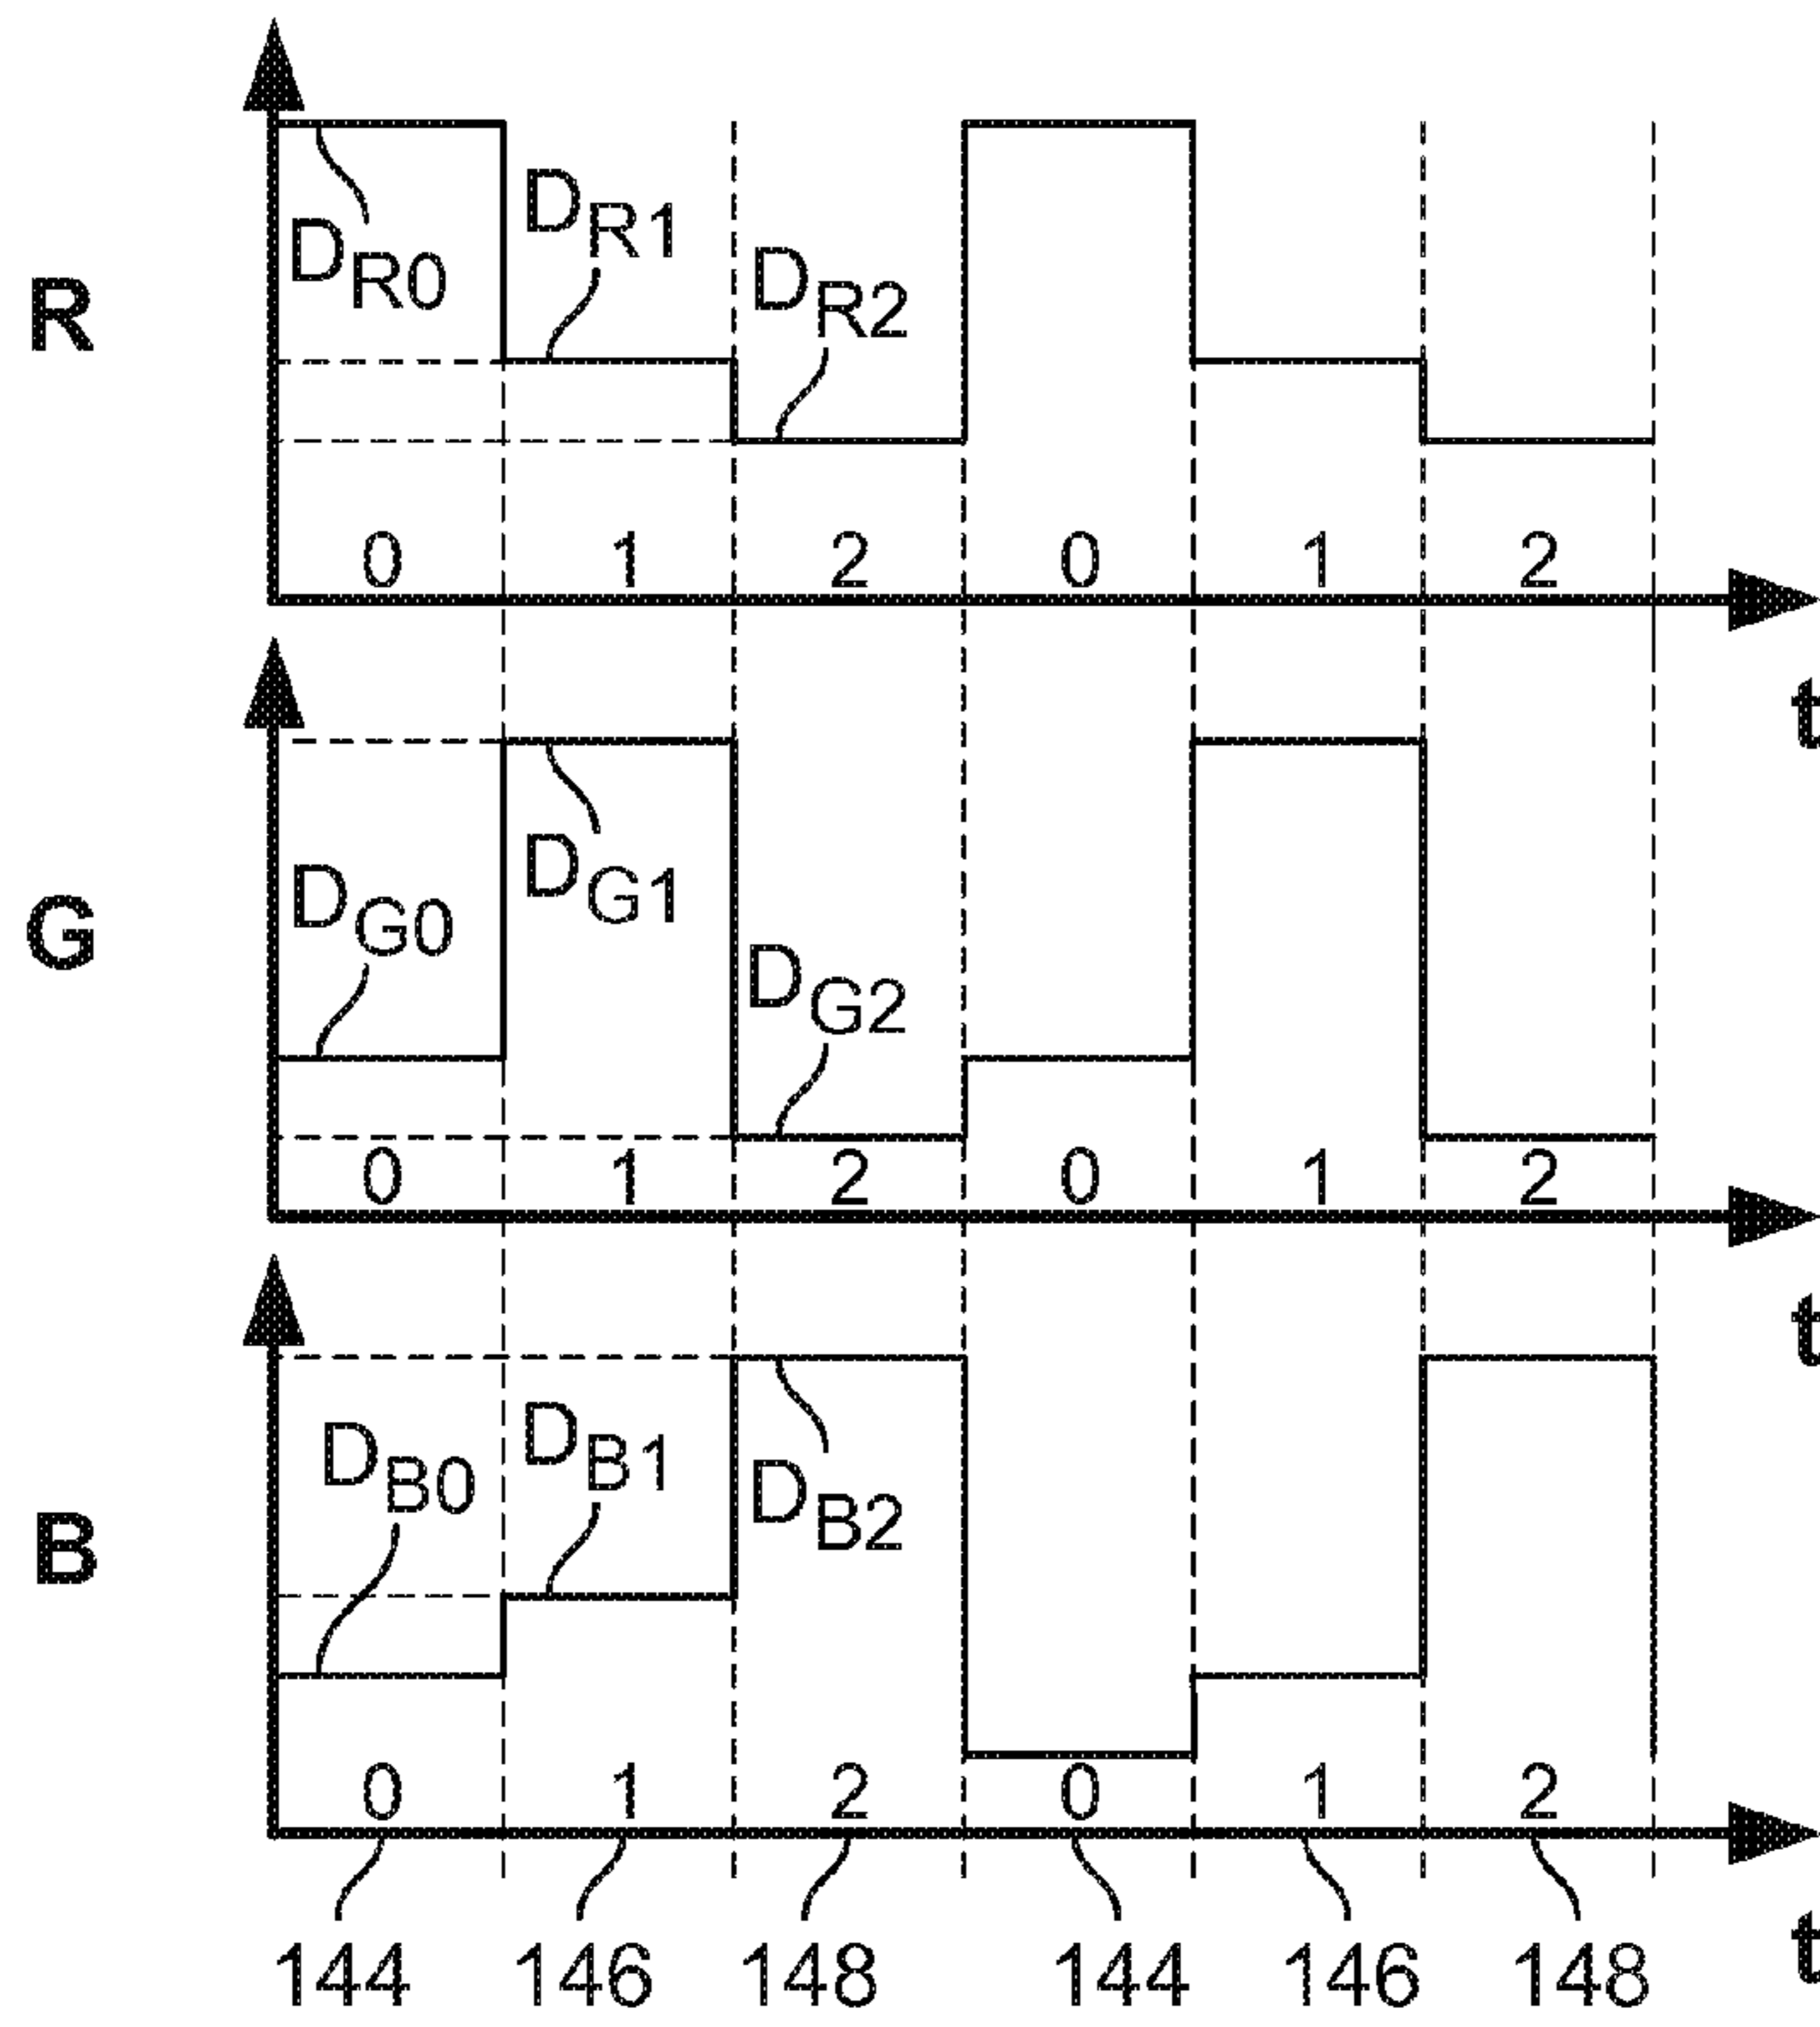 R
D_R0 D_R1 D_R2
0 1 2 0 1 2
t
G
D_G0 D_G1 D_G2
0 1 2 0 1 2
t
B
D_B0 D_B1 D_B2
0 1 2 0 1 2
t
144 146 148 144 146 148